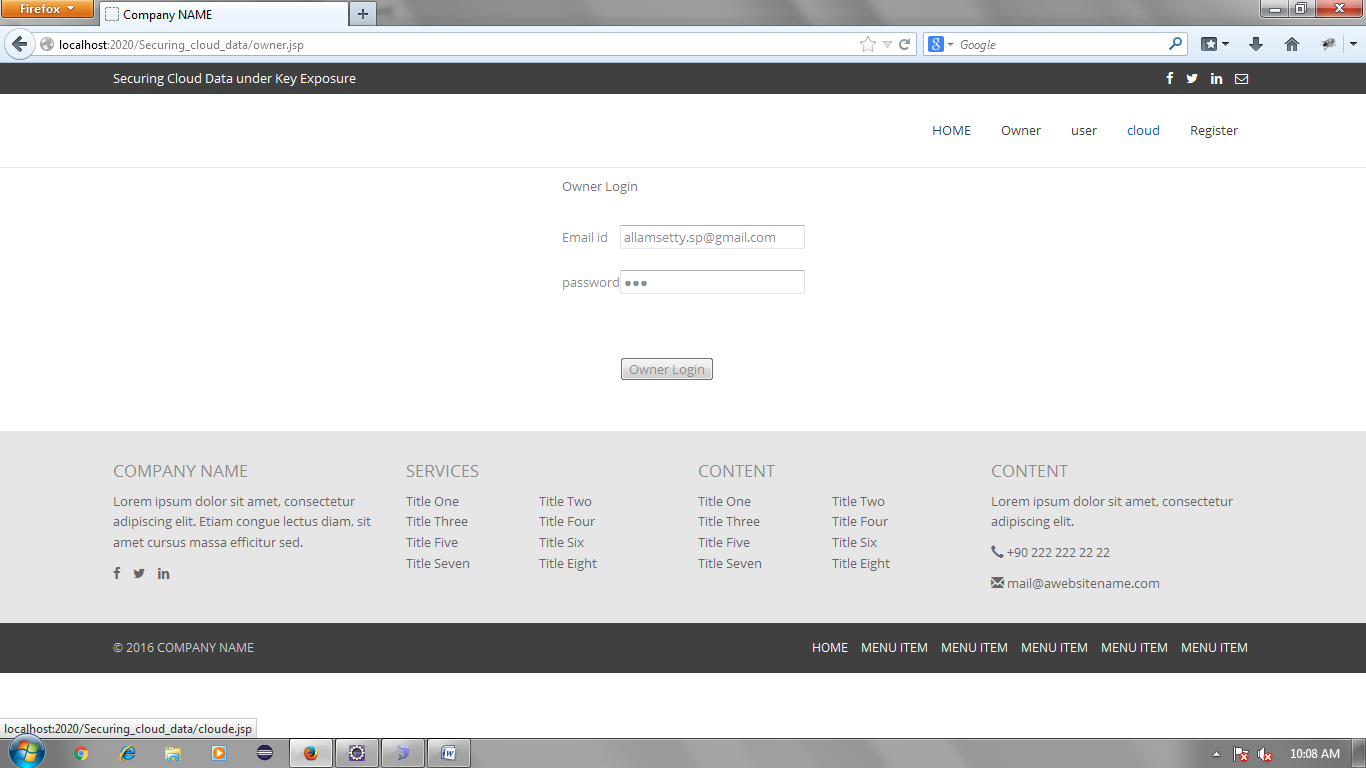 Firefox
Company NAME
localhost:2020/Securing_cloud_data/owner.jsp
Google
Securing Cloud Data under Key Exposure
HOME Owner user cloud Register
Owner Login
Email id allamsetty.sp@gmail.com
password
Owner Login
COMPANY NAME
Lorem ipsum dolor sit amet, consectetur
adipiscing elit. Etiam congue lectus diam, sit
amet cursus massa efficitur sed.
SERVICES
Title One Title Two
Title Three Title Four
Title Five Title Six
Title Seven Title Eight
CONTENT
Title One Title Two
Title Three Title Four
Title Five Title Six
Title Seven Title Eight
CONTENT
Lorem ipsum dolor sit amet, consectetur
adipiscing elit.
+90 222 222 22 22
mail@awebsitename.com
© 2016 COMPANY NAME
HOME MENU ITEM MENU ITEM MENU ITEM MENU ITEM MENU ITEM
localhost:2020/Securing_cloud_data/cloude.jsp
10:08 AM